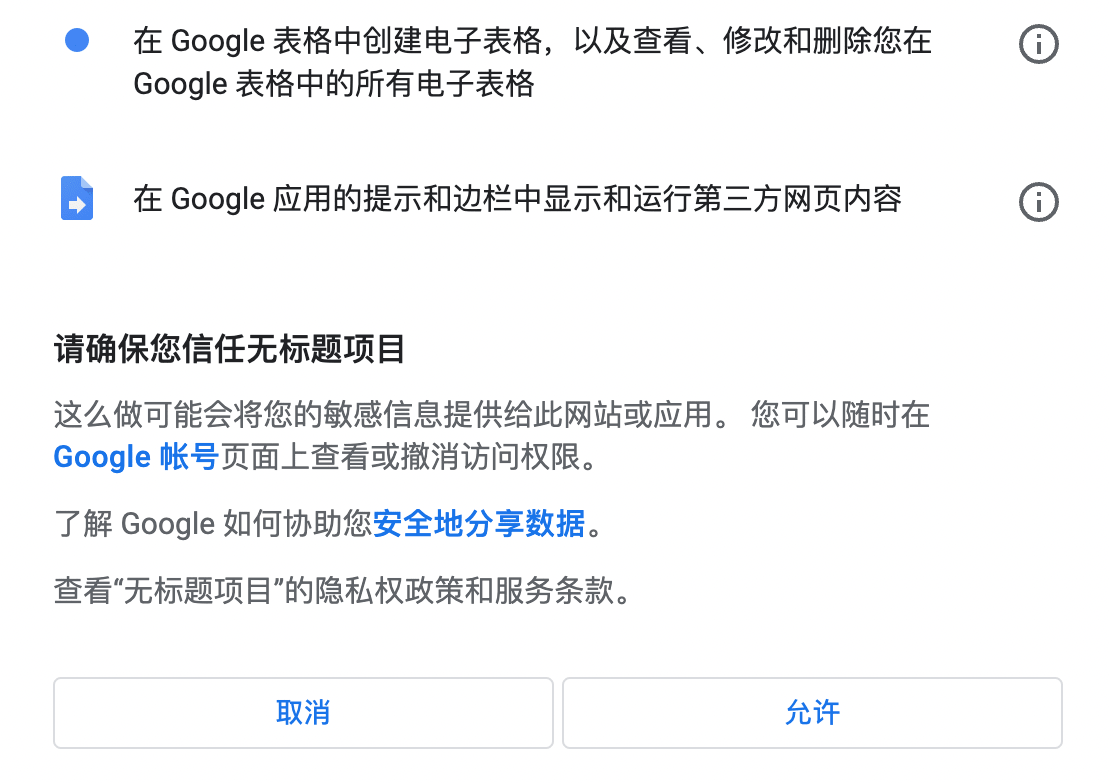 在 Google 表格中创建电子表格，以及查看、修改和删除您在
Google 表格中的所有电子表格
在 Google 应用的提示和边栏中显示和运行第三方网页内容
请确保您信任无标题项目
这么做可能会将您的敏感信息提供给此网站或应用。 您可以随时在
Google 帐号页面上查看或撤消访问权限。
了解 Google 如何协助您安全地分享数据。
查看“无标题项目”的隐私权政策和服务条款。
取消
允许